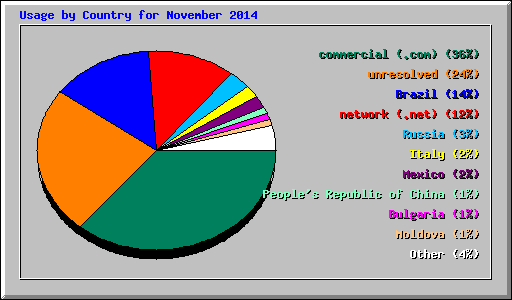 Usage by Country for November 2014
commercial (.com) (36%)
unresolved (24%)
Brazil (14%)
network (.net) (12%)
Russia (3%)
Italy (2%)
Mexico (2%)
People's Republic of China (1%)
Bulgaria (1%)
Moldova (1%)
Other (4%)